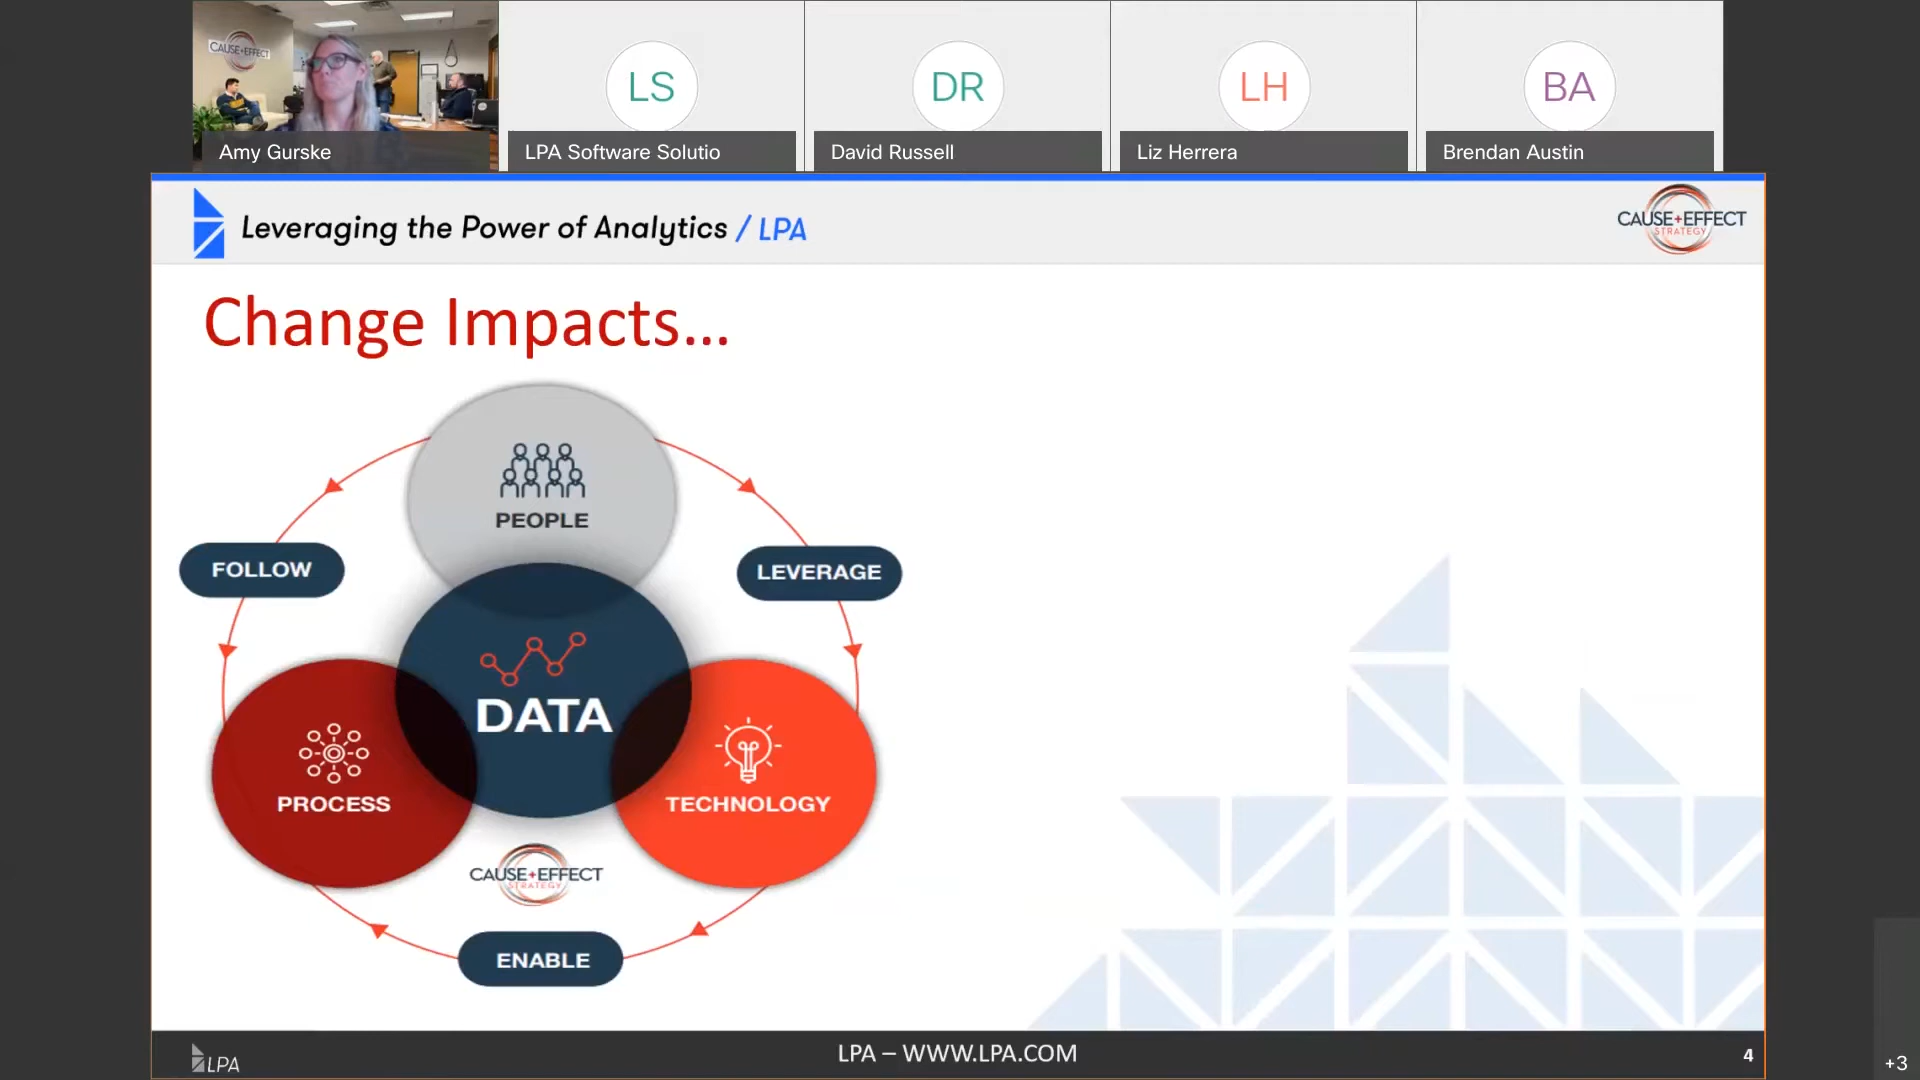 CAUSE+EFFECT
LS
DR
LH
BA
Amy Gurske
LPA Software Solutio
David Russell
Liz Herrera
Brendan Austin
Leveraging the Power of Analytics / LPA
CAUSE+EFFECT
STRATEGY
Change Impacts...
PEOPLE
FOLLOW
LEVERAGE
DATA
PROCESS
TECHNOLOGY
CAUSE+EFFECT
STRATEGY
ENABLE
LPA
LPA – WWW.LPA.COM
4
+3